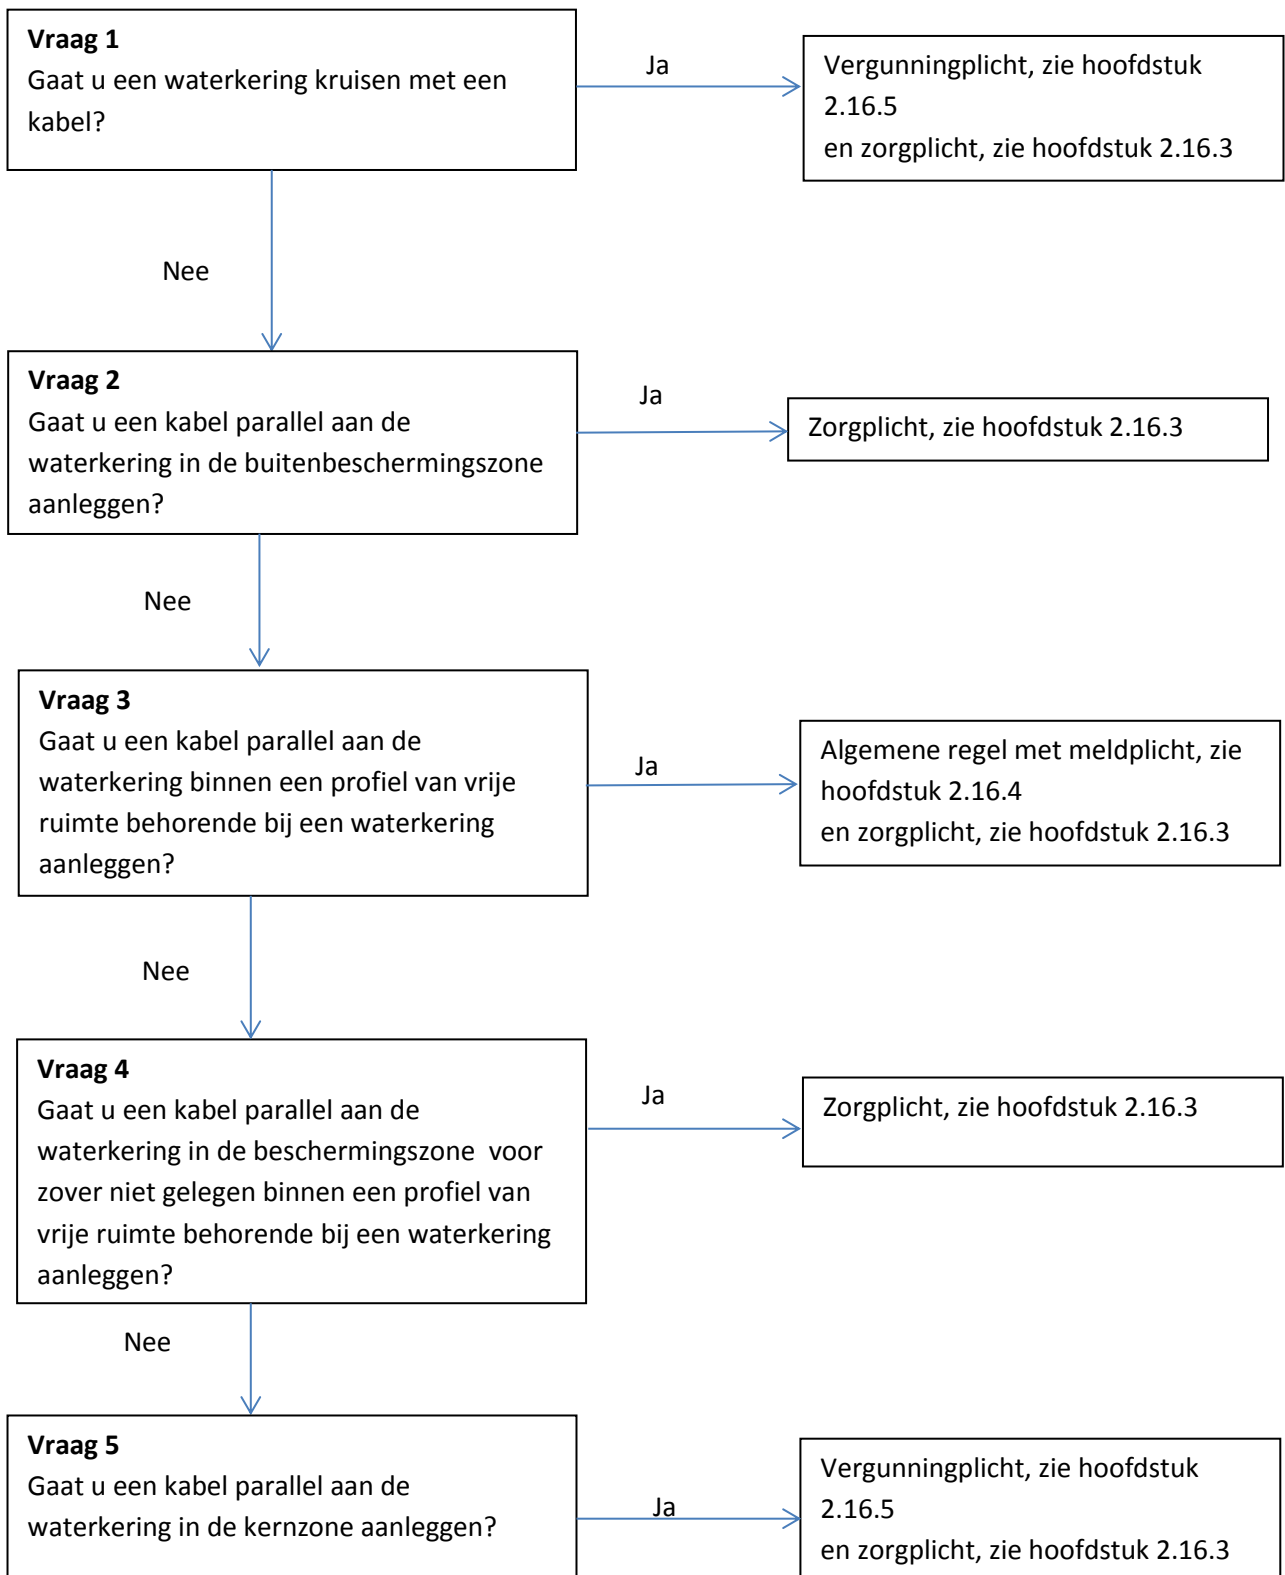 Vraag 1
Gaat u een waterkering kruisen met een
kabel?
Ja
Vergunningplicht, zie hoofdstuk
2.16.5
en zorgplicht, zie hoofdstuk 2.16.3
Nee
Vraag 2
Gaat u een kabel parallel aan de
waterkering in de buitenbeschermingszone
aanleggen?
Ja
Zorgplicht, zie hoofdstuk 2.16.3
Nee
Vraag 3
Gaat u een kabel parallel aan de
waterkering binnen een profiel van vrije
ruimte behorende bij een waterkering
aanleggen?
Ja
Algemene regel met meldplicht, zie
hoofdstuk 2.16.4
en zorgplicht, zie hoofdstuk 2.16.3
Nee
Vraag 4
Gaat u een kabel parallel aan de
waterkering in de beschermingszone  voor
zover niet gelegen binnen een profiel van
vrije ruimte behorende bij een waterkering
aanleggen?
Ja
Zorgplicht, zie hoofdstuk 2.16.3
Nee
Vraag 5
Gaat u een kabel parallel aan de
waterkering in de kernzone aanleggen?
Ja
Vergunningplicht, zie hoofdstuk
2.16.5
en zorgplicht, zie hoofdstuk 2.16.3